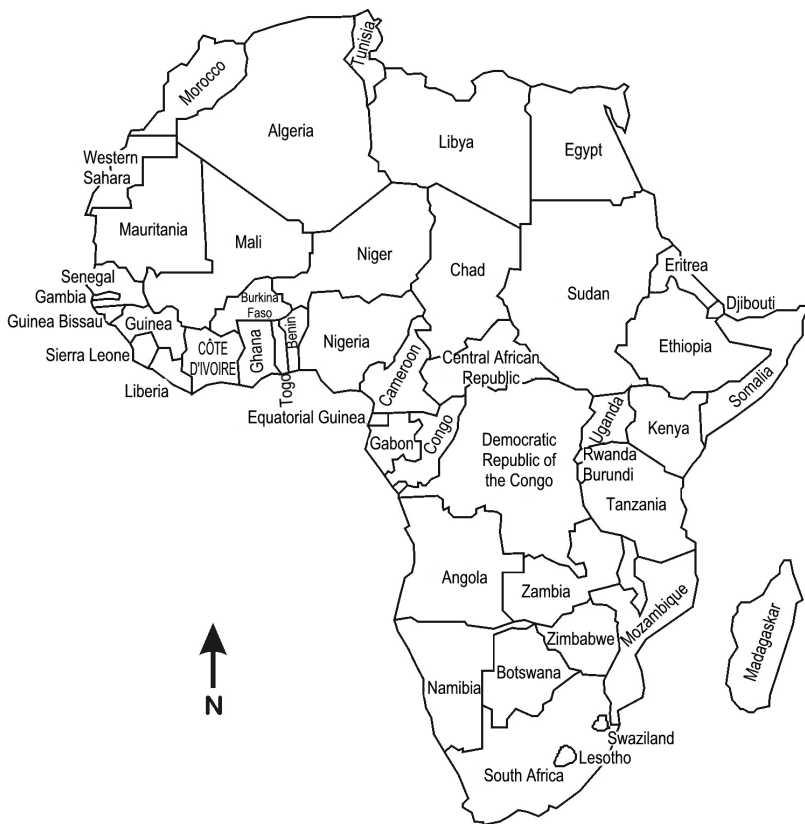 Tunisia
Morocco
Algeria
Libya
Egypt
Western
Sahara
Mauritania
Mali
Niger
Chad
Sudan
Eritrea
Djibouti
Senegal
Gambia
Guinea Bissau
Guinea
Sierra Leone
Liberia
CÔTE
D'IVOIRE
Burkina
Faso
Ghana
Togo
Benin
Nigeria
Cameroon
Central African
Republic
Ethiopia
Somalia
Equatorial Guinea
Gabon
Congo
Democratic
Republic of
the Congo
Uganda
Kenya
Rwanda
Burundi
Tanzania
Angola
Zambia
Mozambique
Zimbabwe
Madagaskar
Namibia
Botswana
Swaziland
Lesotho
South Africa
N